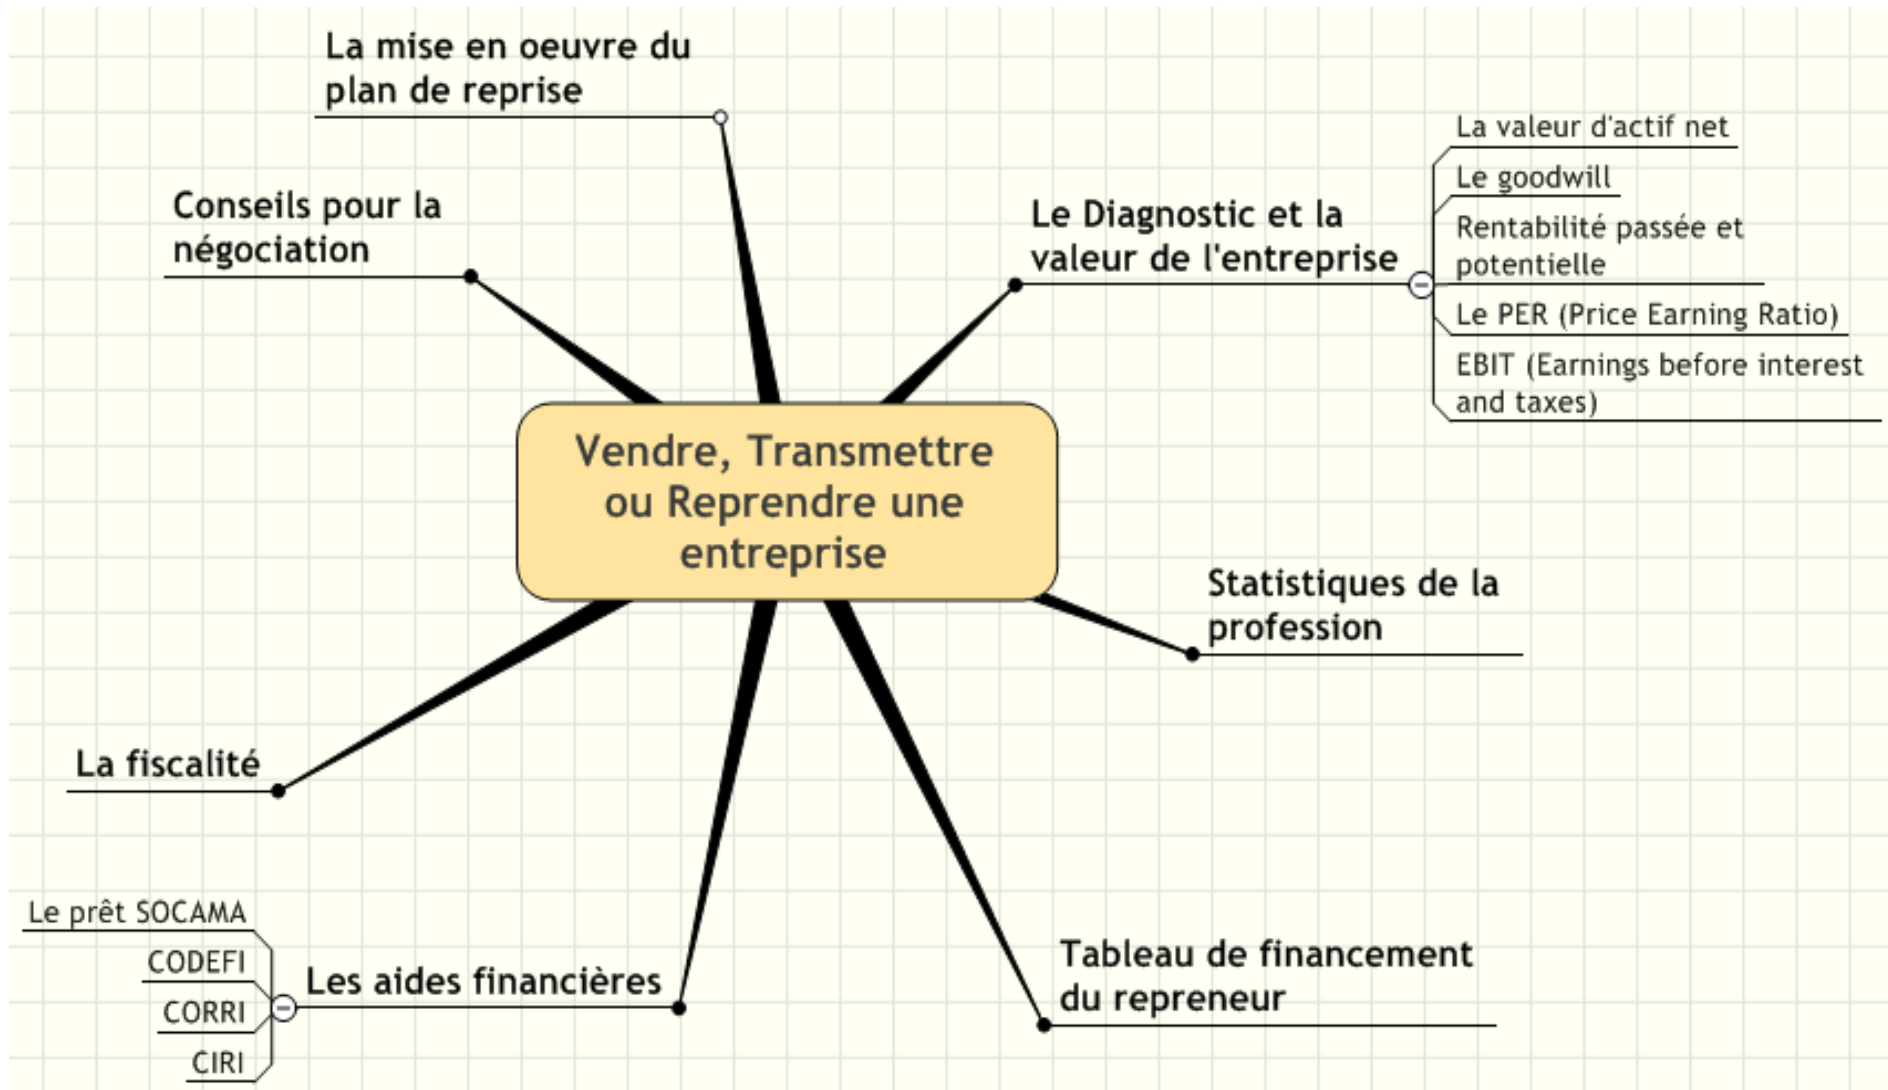 La mise en oeuvre du
plan de reprise
Conseils pour la
négociation
Le Diagnostic et la
valeur de l'entreprise
La valeur d'actif net
Le goodwill
Rentabilité passée et
potentielle
Le PER (Price Earning Ratio)
EBIT (Earnings before interest
and taxes)
Vendre, Transmettre
ou Reprendre une
entreprise
Statistiques de la
profession
La fiscalité
Le prêt SOCAMA
CODEFI
CORRI
CIRI
Les aides financières
Tableau de financement
du repreneur